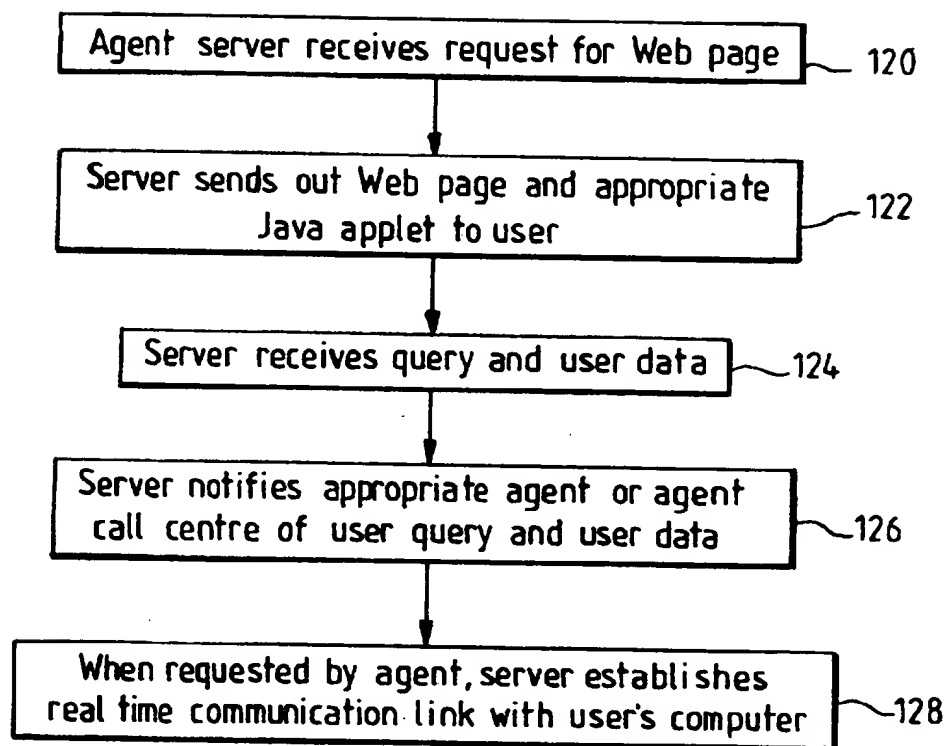 Agent server receives request for Web page
120
Server sends out Web page and appropriate
Java applet to user
122
Server receives query and user data
124
Server notifies appropriate agent or agent
call centre of user query and user data
126
When requested by agent, server establishes
real time communication link with user's computer
128